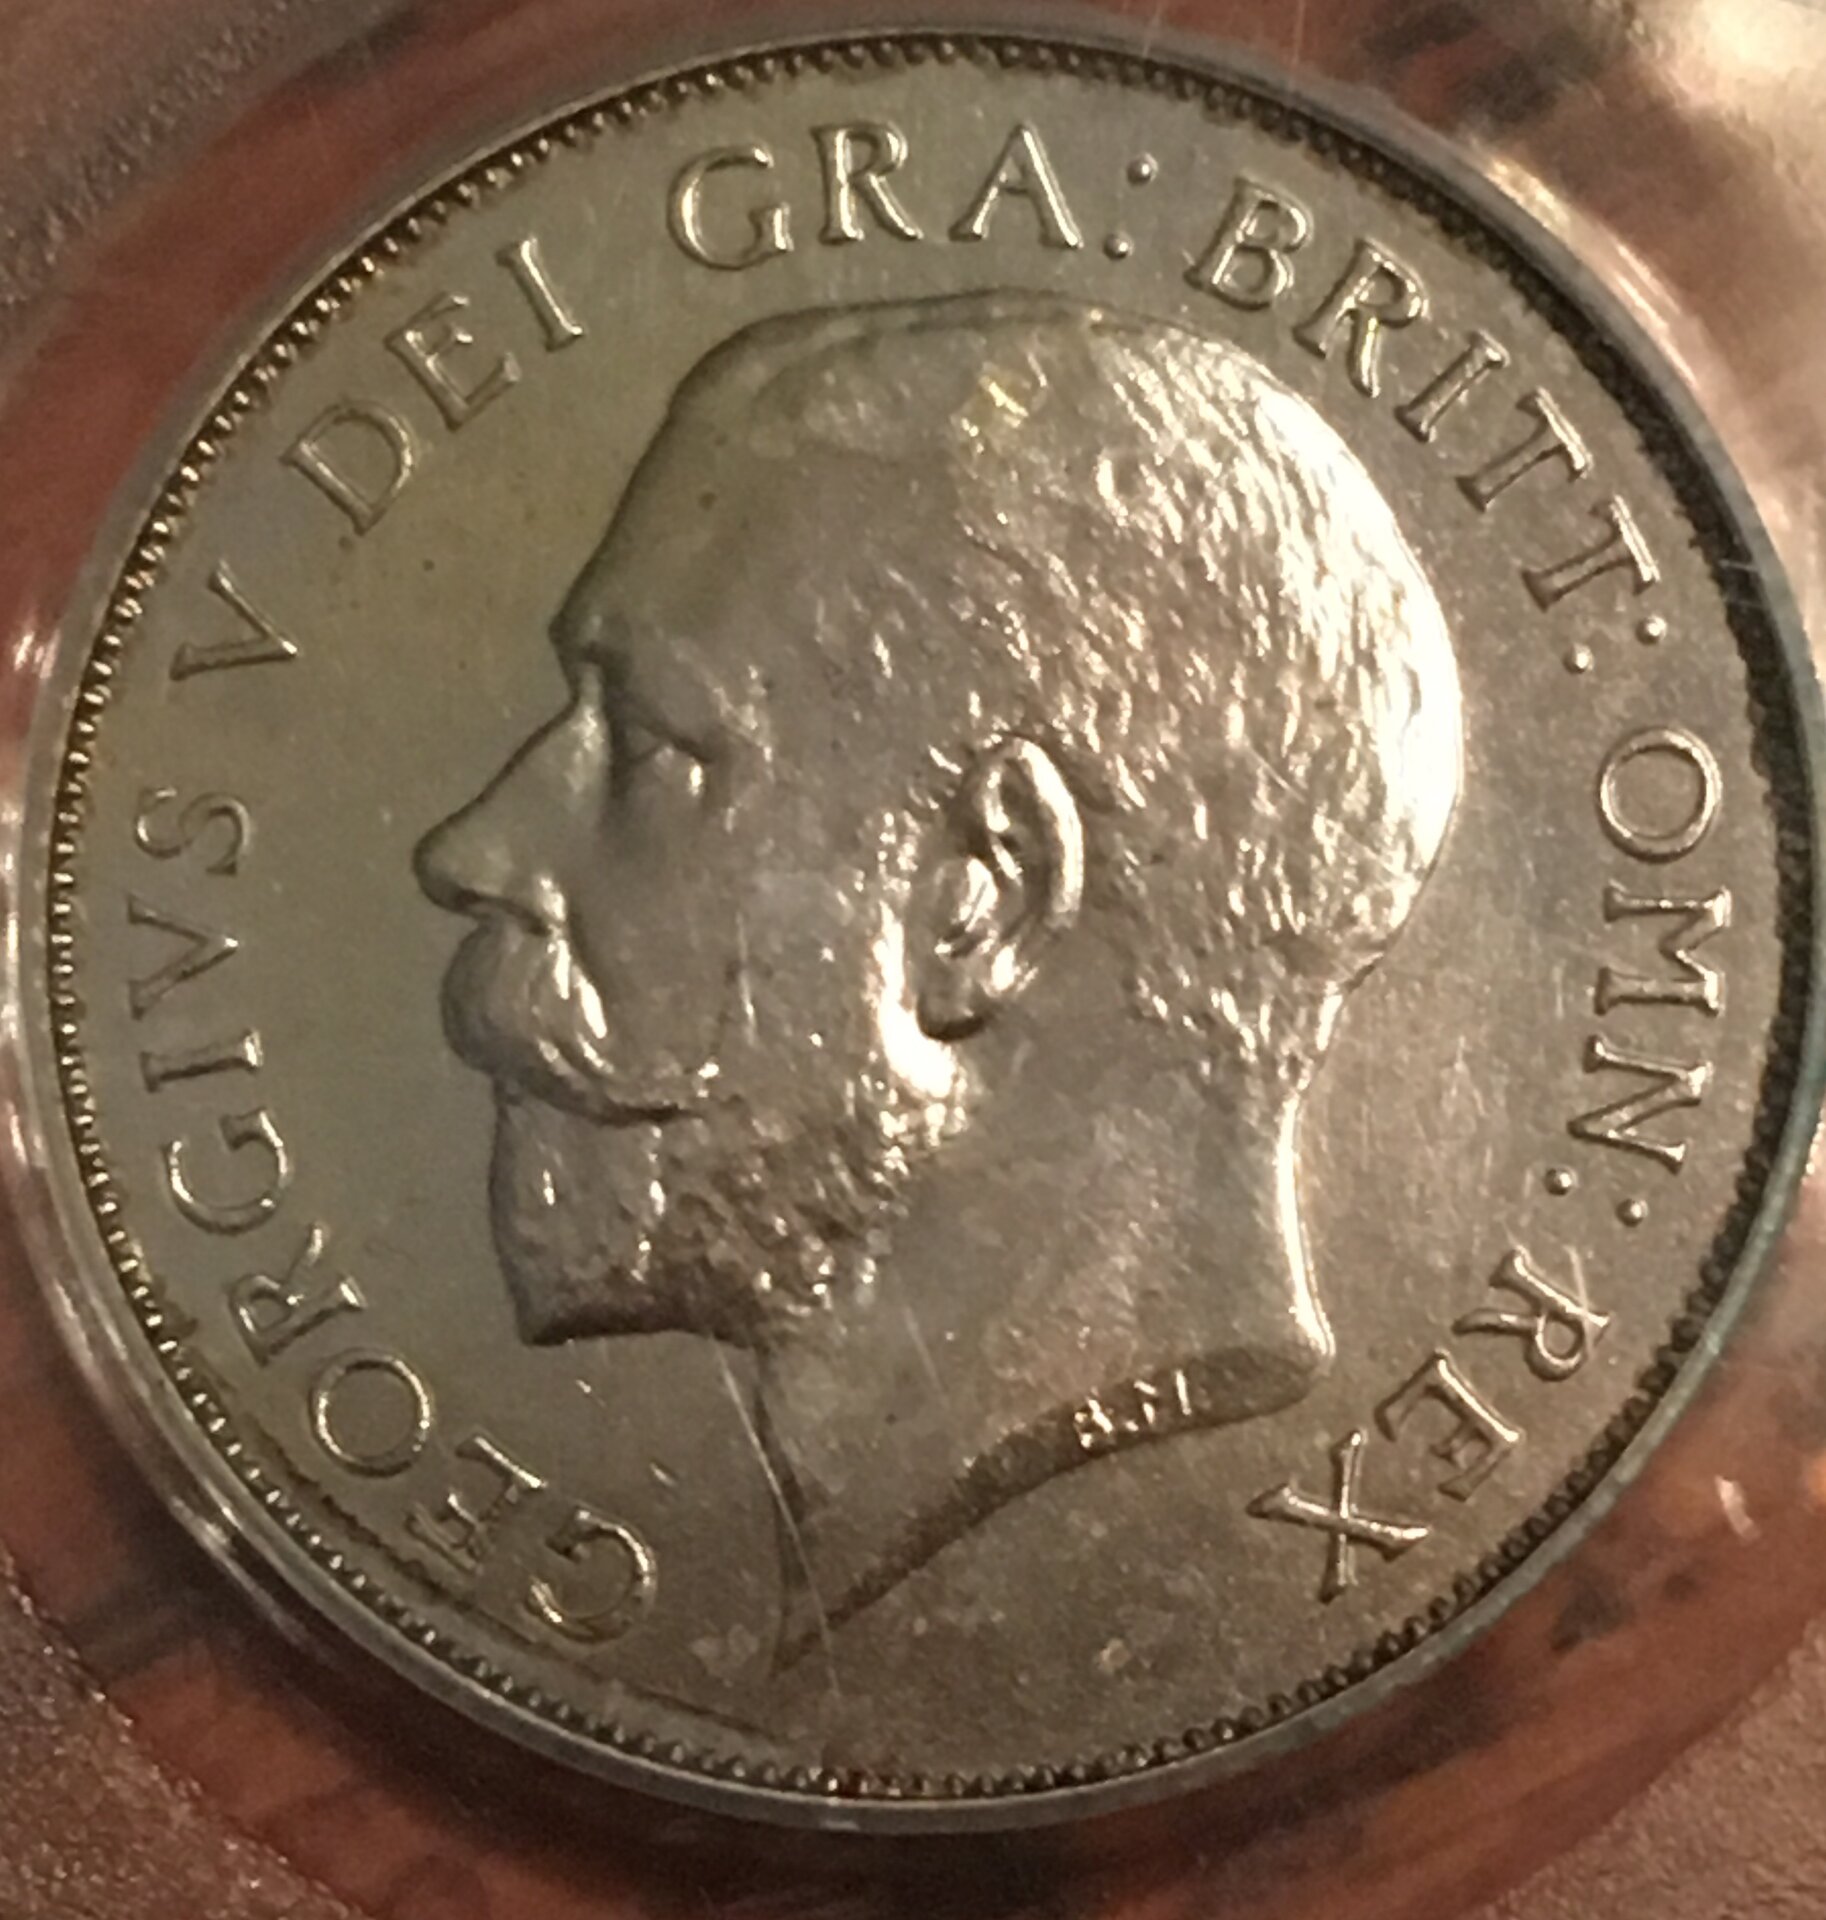 GEORGIVS V DEI GRA: BRITT: OMN: REX
B.M.